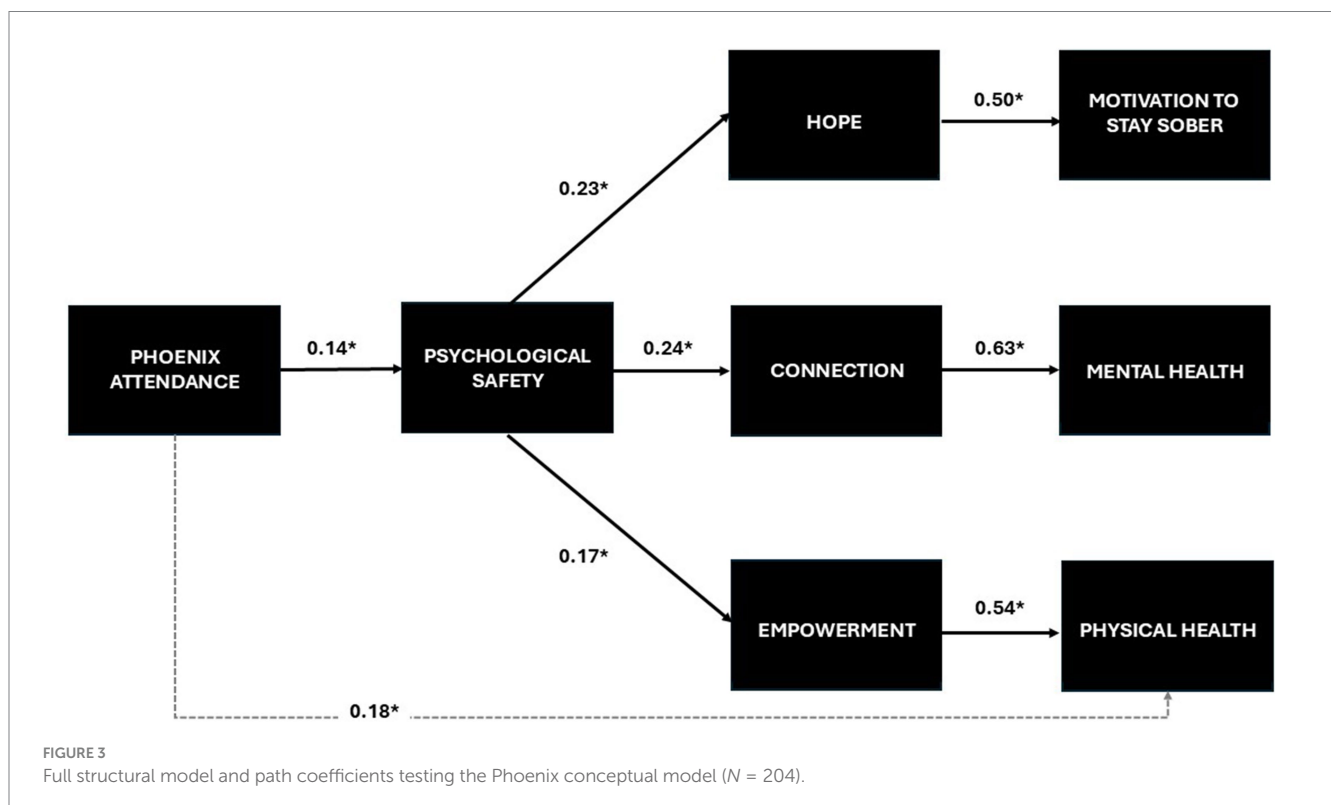 HOPE
0.50*
MOTIVATION TO
STAY SOBER
0.23*
PHOENIX
ATTENDANCE
0.14*
PSYCHOLOGICAL
SAFETY
0.24*
CONNECTION
0.63*
MENTAL HEALTH
0.17*
EMPOWERMENT
0.54*
PHYSICAL HEALTH
0.18*
FIGURE 3
Full structural model and path coefficients testing the Phoenix conceptual model (N = 204).